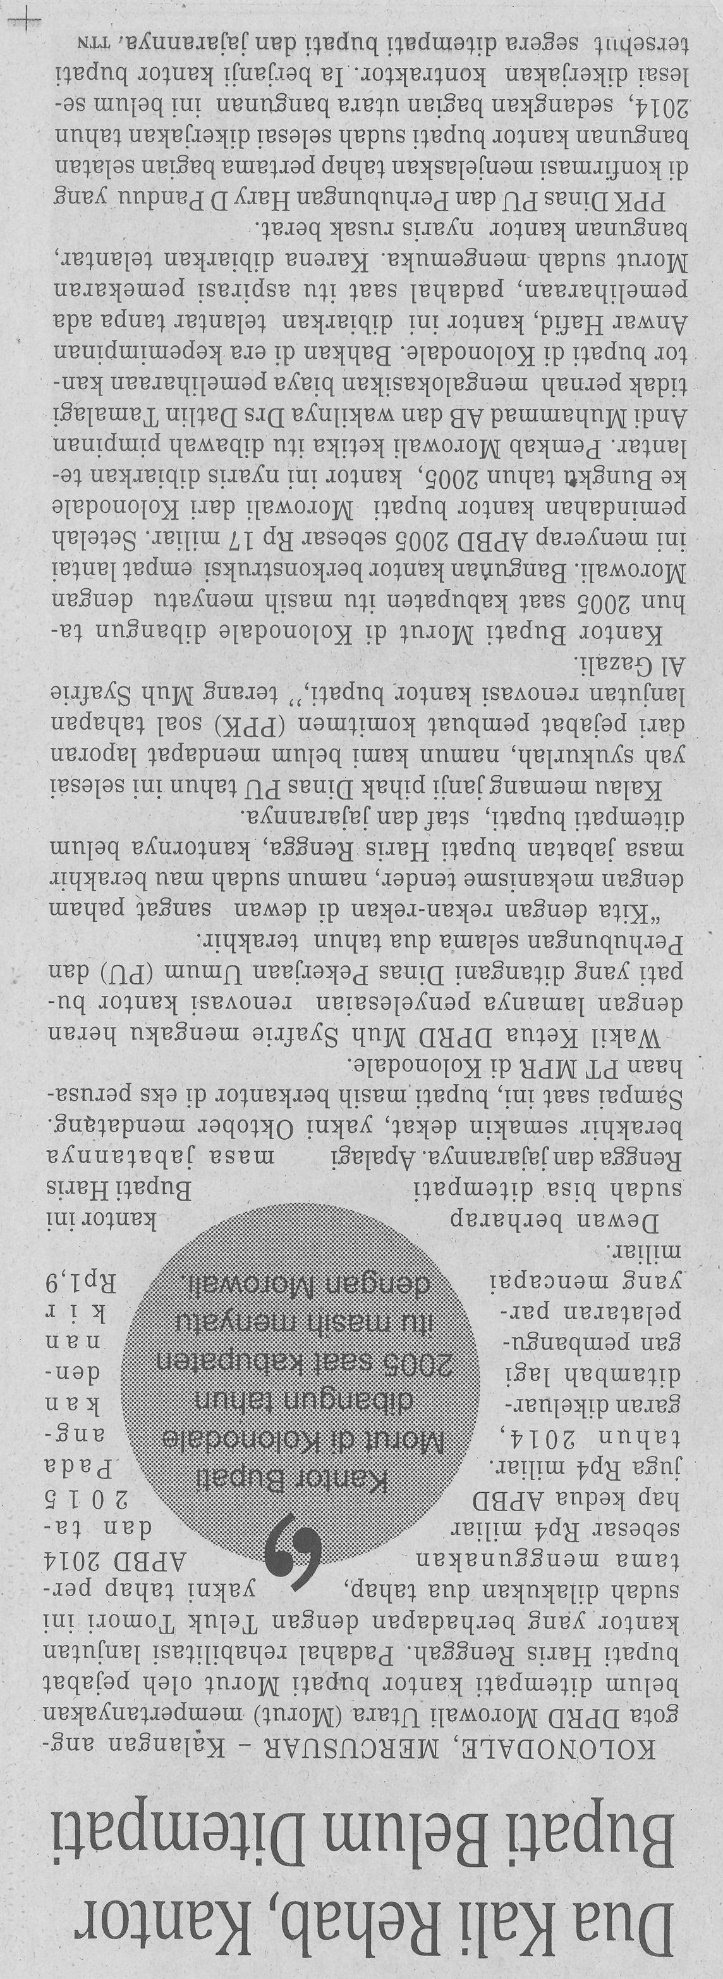 Dua Kali Rehab, Kantor
Bupati Belum Ditempati
KOLONODALE, MERCUSUAR – Kalangan ang-
gota DPRD Morowali Utara (Morut) mempertanyakan
belum ditempati kantor bupati Morut oleh pejabat
bupati Haris Renggah. Padahal rehabilitasi lanjutan
kantor yang berhadapan dengan Teluk Tomori ini
sudah dilakukan dua tahap, yakni tahap per-
tama menggunakan APBD 2014
sebesar Rp4 miliar dan ta-
hap kedua APBD 2015
juga Rp4 miliar. Pada
tahun 2014, ang-
garan dikeluar- kan
ditambah lagi den-
gan pembangu- nan
pelataran par- kir
yang mencapai Rp1,9
miliar.
Dewan berharap kantor ini
sudah bisa ditempati Bupati Haris
Rengga dan jajarannya. Apalagi masa jabatannya
berakhir semakin dekat, yakni Oktober mendatang.
Sampai saat ini, bupati masih berkantor di eks perusa-
haan PT MPR di Kolonodale.
Wakil Ketua DPRD Muh Syafrie mengaku heran
dengan lamanya penyelesaian renovasi kantor bu-
pati yang ditangani Dinas Pekerjaan Umum (PU) dan
Perhubungan selama dua tahun terakhir.
“Kita dengan rekan-rekan di dewan sangat paham
dengan mekanisme tender, namun sudah mau berakhir
masa jabatan bupati Haris Rengga, kantornya belum
ditempati bupati, staf dan jajarannya.
Kalau memang janji pihak Dinas PU tahun ini selesai
yah syukurlah, namun kami belum mendapat laporan
dari pejabat pembuat komitmen (PPK) soal tahapan
lanjutan renovasi kantor bupati,” terang Muh Syafrie
Al Gazali.
Kantor Bupati Morut di Kolonodale dibangun ta-
hun 2005 saat kabupaten itu masih menyatu dengan
Morowali. Bangunan kantor berkonstruksi empat lantai
ini menyerap APBD 2005 sebesar Rp 17 miliar. Setelah
pemindahan kantor bupati Morowali dari Kolonodale
ke Bungku tahun 2005, kantor ini nyaris dibiarkan te-
lantar. Pemkab Morowali ketika itu dibawah pimpinan
Andi Muhammad AB dan wakilnya Drs Datlin Tamalagi
tidak pernah mengalokasikan biaya pemeliharaan kan-
tor bupati di Kolonodale. Bahkan di era kepemimpinan
Anwar Hafid, kantor ini dibiarkan telantar tanpa ada
pemeliharaan, padahal saat itu aspirasi pemekaran
Morut sudah mengemuka. Karena dibiarkan telantar,
bangunan kantor nyaris rusak berat.
PPK Dinas PU dan Perhubungan Hary D Panduu yang
di konfirmasi menjelaskan tahap pertama bagian selatan
bangunan kantor bupati sudah selesai dikerjakan tahun
2014, sedangkan bagian utara bangunan ini belum se-
lesai dikerjakan kontraktor. Ia berjanji kantor bupati
tersebut segera ditempati bupati dan jajarannya. TTN
Kantor Bupati
Morut di Kolonodale
dibangun tahun
2005 saat kabupaten
itu masih menyatu
dengan Morowali.